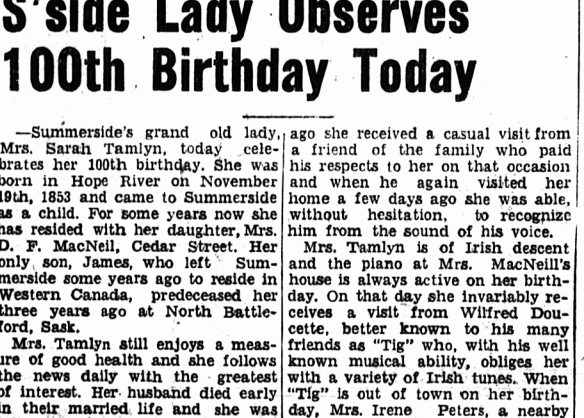 S'side Lady Observes
100th Birthday Today
—Summerside's grand old lady,
Mrs. Sarah Tamlyn, today cele-
brates her 100th birthday. She was
born in Hope River on November
19th, 1853 and came to Summerside
as a child. For some years now she
has resided with her daughter, Mrs.
D. F. MacNeil, Cedar Street. Her
only son, James, who left Sum-
merside some years ago to reside in
Western Canada, predeceased her
three years ago at North Battle-
ford, Sask.
Mrs. Tamlyn still enjoys a meas-
ure of good health and she follows
the news daily with the greatest
of interest. Her husband died early
in their married life and she was
ago she received a casual visit from
a friend of the family who paid
his respects to her on that occasion
and when he again visited her
home a few days ago she was able,
without hesitation, to recognize
him from the sound of his voice.
Mrs. Tamlyn is of Irish descent
and the piano at Mrs. MacNeill's
house is always active on her birth-
day. On that day she invariably re-
ceives a visit from Wilfred Dou-
cette, better known to his many
friends as "Tig" who, with his well
known musical ability, obliges her
with a variety of Irish tunes. When
"Tig" is out of town on her birth-
day, Mrs. Irene Peters, a nearby